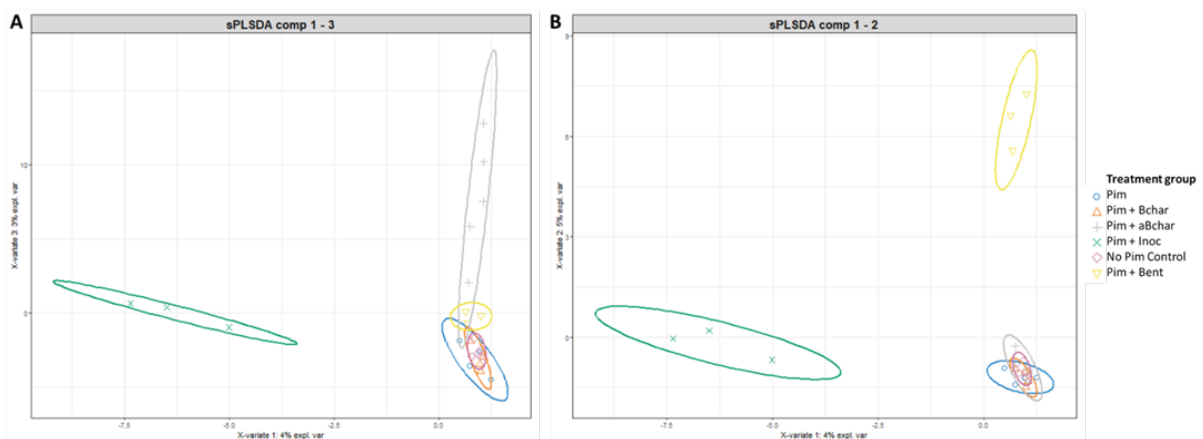 A
sPLSDA comp 1 - 3
X-variate 3: 3% expl. var
10
0
-7.5
-5.0
-2.5
0.0
X-variate 1: 4% expl. var
B
sPLSDA comp 1 - 2
X-variate 2: 5% expl. var
9
6
3
0
-7.5
-5.0
-2.5
0.0
X-variate 1: 4% expl. var
Treatment group
Pim
Pim + Bchar
Pim + aBchar
Pim + Inoc
No Pim Control
Pim + Bent